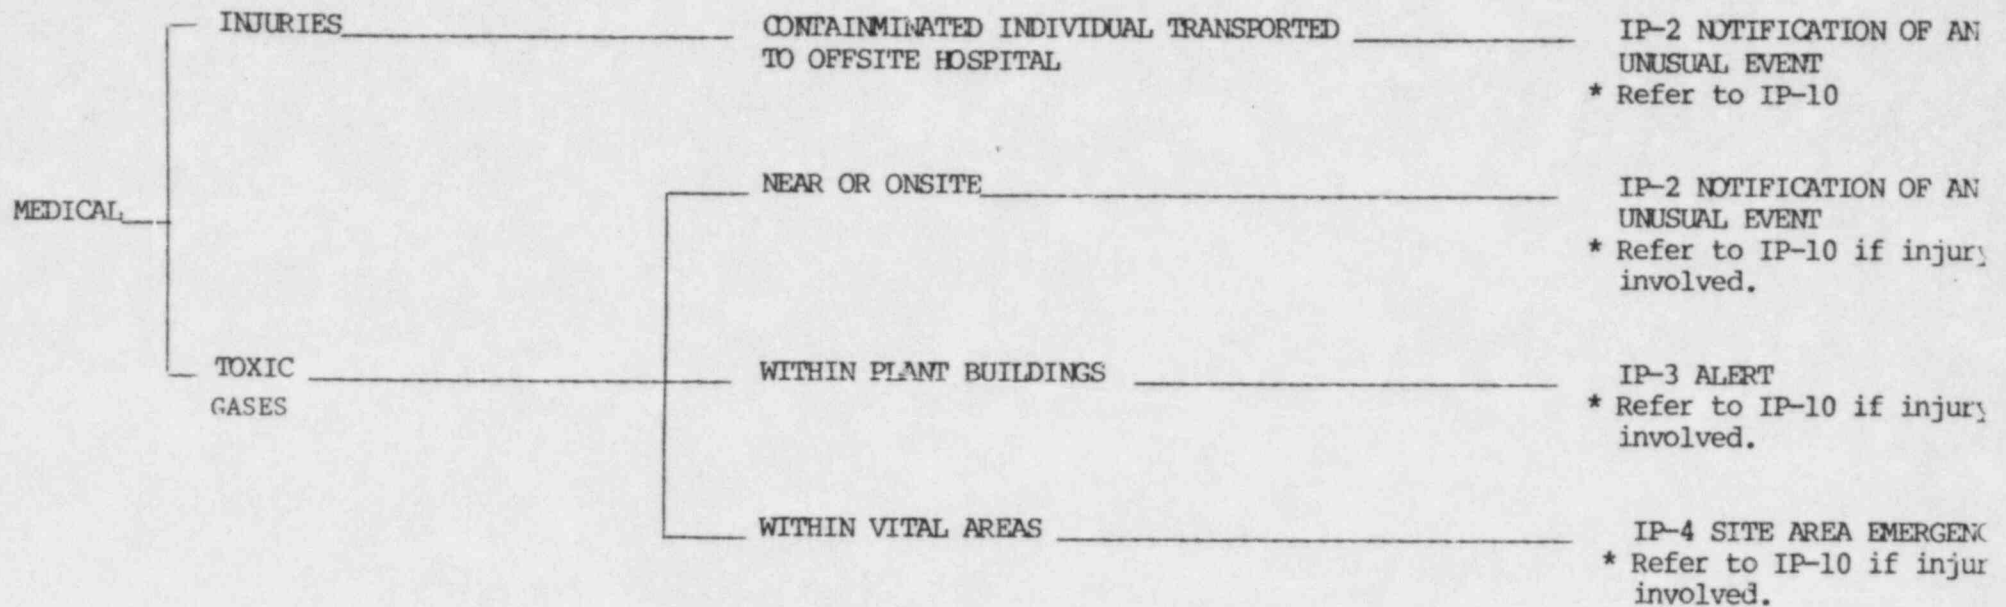 INJURIES
CONTAINMINATED INDIVIDUAL TRANSPORTED
TO OFFSITE HOSPITAL
IP-2 NOTIFICATION OF AN
UNUSUAL EVENT
* Refer to IP-10
MEDICAL
NEAR OR ONSITE
IP-2 NOTIFICATION OF AN
UNUSUAL EVENT
* Refer to IP-10 if injury
involved.
TOXIC
GASES
WITHIN PLANT BUILDINGS
IP-3 ALERT
* Refer to IP-10 if injury
involved.
WITHIN VITAL AREAS
IP-4 SITE AREA EMERGENC
* Refer to IP-10 if injur
involved.